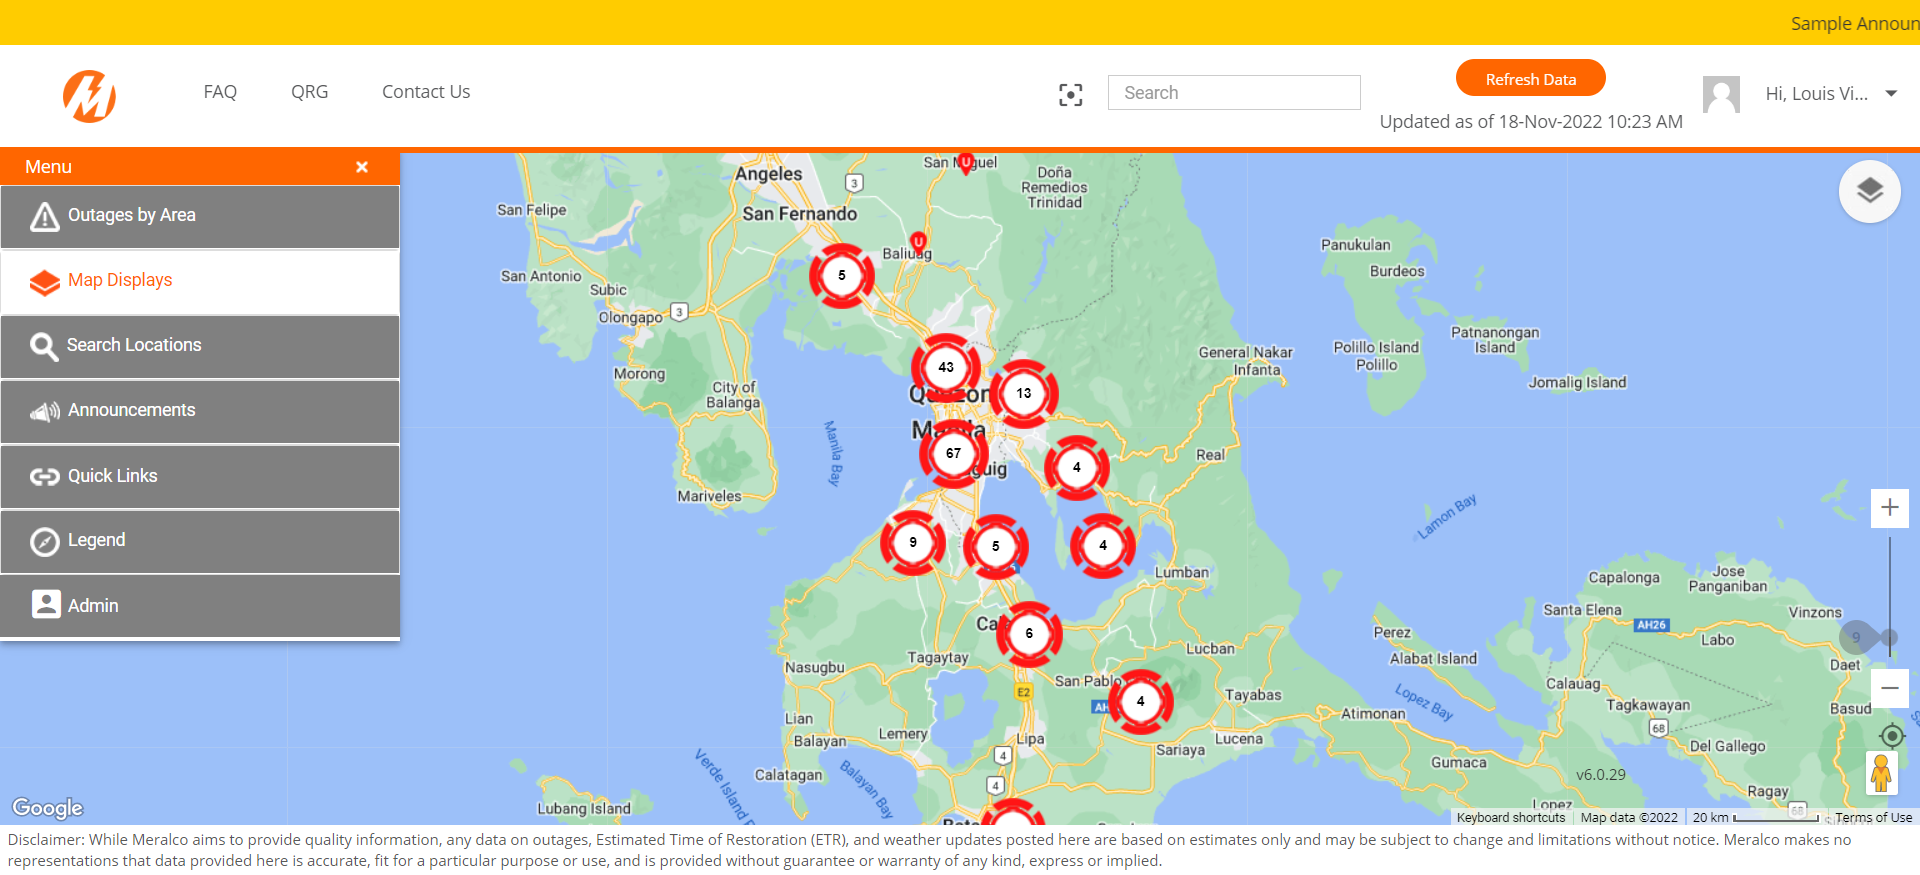 Sample Announ
FAQ
QRG
Contact Us
Search
Refresh Data
Updated as of 18-Nov-2022 10:23 AM
Hi, Louis Vi...
Menu
Outages by Area
Map Displays
Search Locations
Announcements
Quick Links
Legend
Admin
San Miguel
U
Angeles
3
Doña
Remedios
Trinidad
San Felipe
San Fernando
U
Baliuag
Panukulan
Burdeos
San Antonio
5
Subic
Olongapo
3
Patnanongan
Island
General Nakar
Infanta
Polillo Island
Polillo
Jomalig Island
Morong
43
City of
Balanga
13
Quezon
Manila
Manila Bay
67
4
Real
Mariveles
Lamon Bay
9
5
4
Lumban
Capalonga
Jose
Panganiban
Santa Elena
Vinzons
AH26
Labo
6
Perez
9
Daet
Tagaytay
Lucban
Alabat Island
Nasugbu
San Pablo
E2
4
Tayabas
Calauag
Lopez Bay
Tagkawayan
Basud
Lian
Atimonan
68
Balayan
Lemery
Lipa
Lucena
Sariaya
Del Gallego
4
Gumaca
Calatagan
Verde Island P
Balayan Bay
4
v6.0.29
Ragay
Lubang Island
Lopez
68
Google
Keyboard shortcuts
Map data ©2022
20 km
Terms of Use
Disclaimer: While Meralco aims to provide quality information, any data on outages, Estimated Time of Restoration (ETR), and weather updates posted here are based on estimates only and may be subject to change and limitations without notice. Meralco makes no
representations that data provided here is accurate, fit for a particular purpose or use, and is provided without guarantee or warranty of any kind, express or implied.